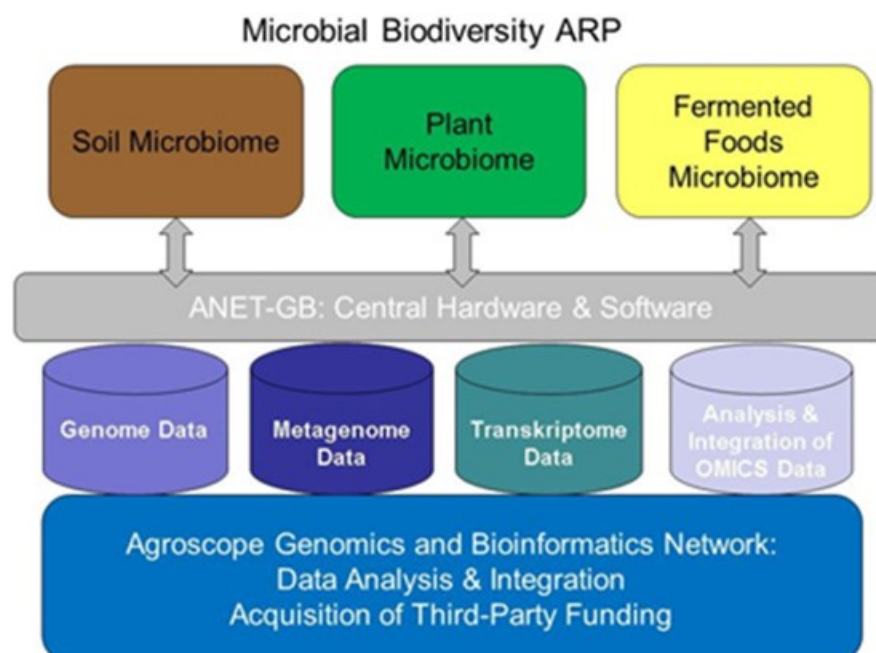 Microbial Biodiversity ARP
Soil Microbiome
Plant
Microbiome
Fermented
Foods
Microbiome
ANET-GB: Central Hardware & Software
Genome Data
Metagenome
Data
Transkriptome
Data
Analysis &
Integration of
OMICS Data
Agroscope Genomics and Bioinformatics Network:
Data Analysis & Integration
Acquisition of Third-Party Funding